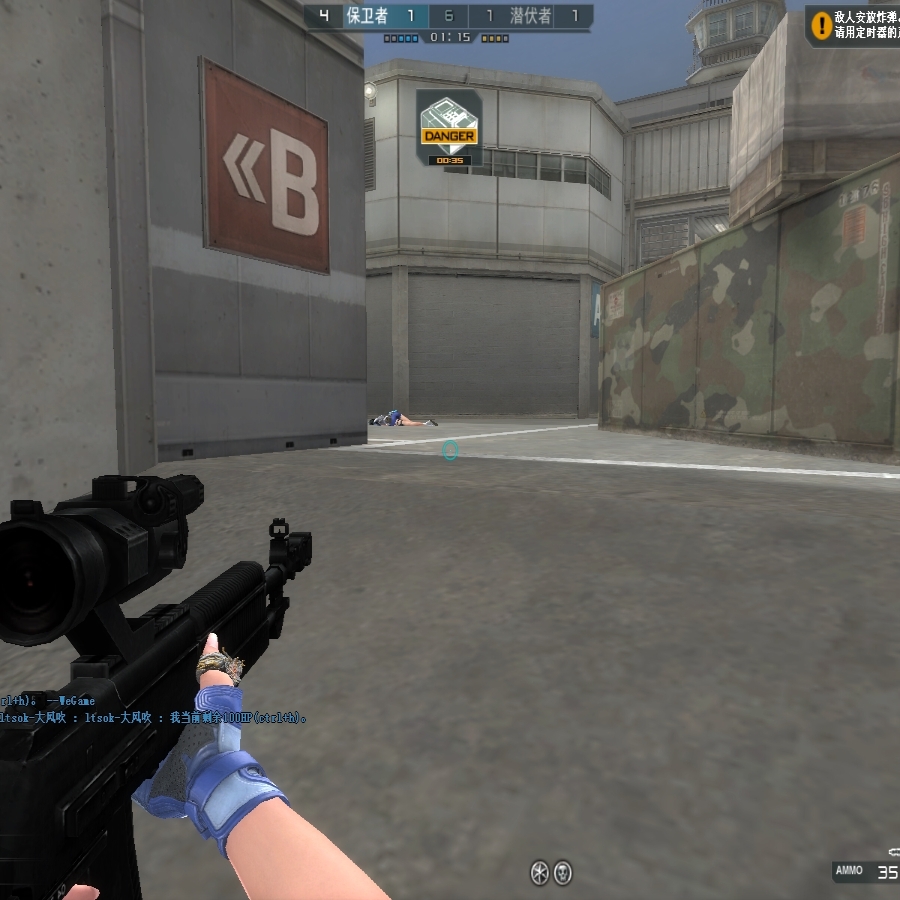 4 保卫者 1 6 1 潜伏者 1
01:15
敌人安放炸弹
请用定时器的
B
DANGER
00:35
A
rl+h)。 —WeGame
ltsok-大风吹 : ltsok-大风吹 : 我当前剩余100HP(ctrl+h)。
AMMO 35